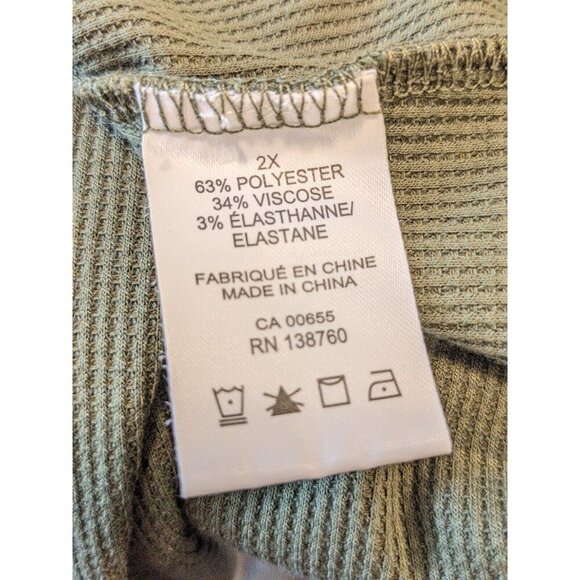 2X
63% POLYESTER
34% VISCOSE
3% ÉLASTHANNE/
ELASTANE
FABRIQUÉ EN CHINE
MADE IN CHINA
CA 00655
RN 138760